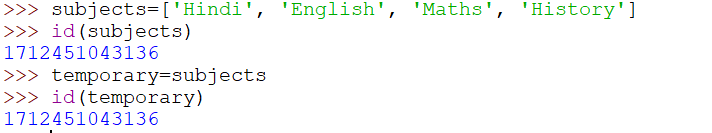 >>> subjects=['Hindi', 'English', 'Maths', 'History']
>>> id(subjects)
1712451043136
>>> temporary=subjects
>>> id(temporary)
1712451043136